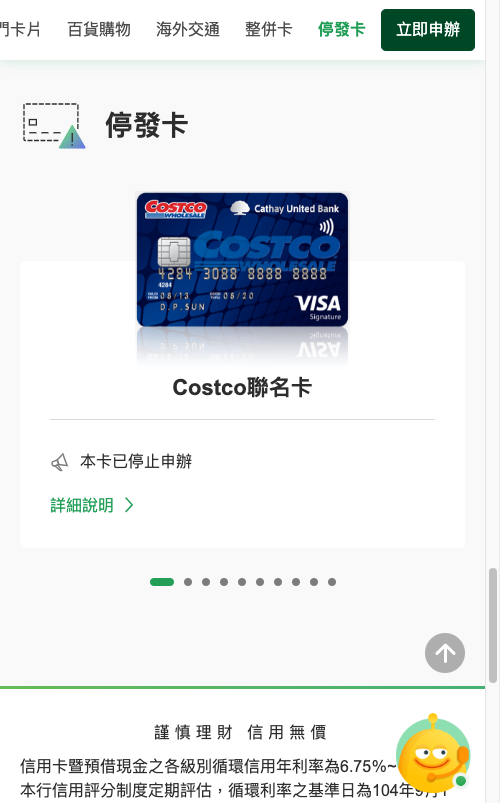 門卡片 百貨購物 海外交通 整併卡 停發卡 立即申辦
停發卡
COSTCO WHOLESALE Cathay United Bank
COSTCO WHOLESALE
4284 3088 8888 8888
4284
08/13 08/20
D.P.SUN
VISA
Signature
Costco聯名卡
本卡已停止申辦
詳細說明
謹慎理財 信用無價
信用卡暨預借現金之各級別循環信用年利率為6.75%~
本行信用評分制度定期評估，循環利率之基準日為104年9月1